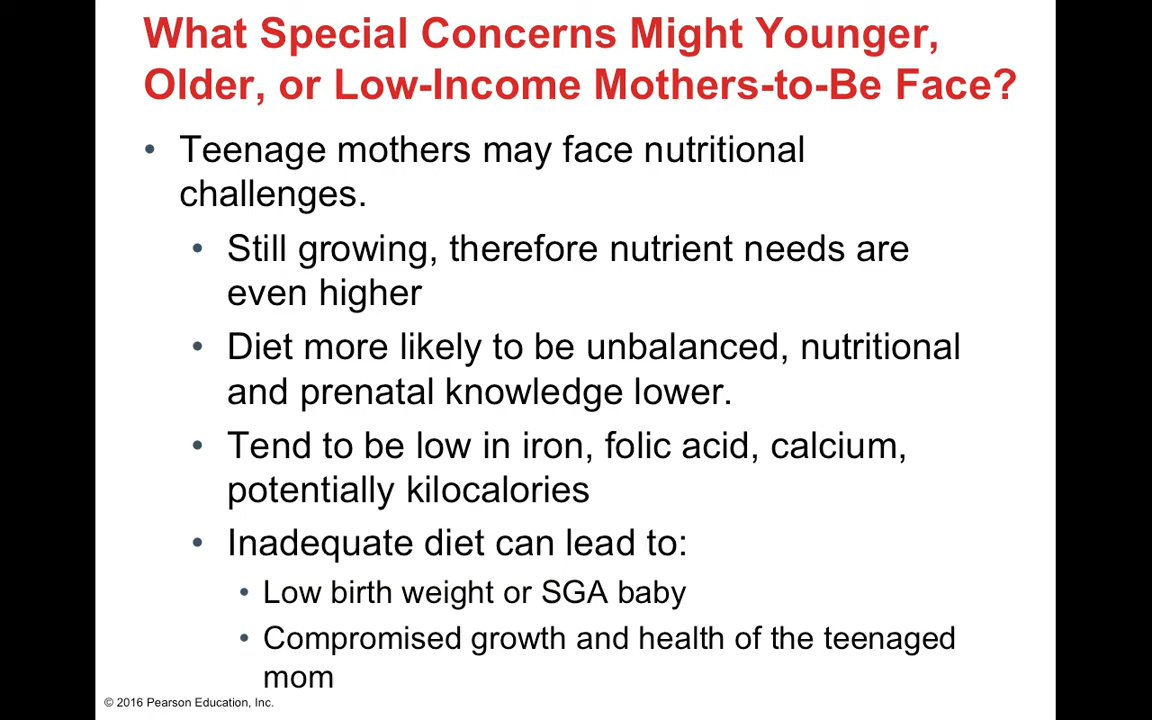 What Special Concerns Might Younger,
Older, or Low-Income Mothers-to-Be Face?
• Teenage mothers may face nutritional
challenges.
• Still growing, therefore nutrient needs are
even higher
• Diet more likely to be unbalanced, nutritional
and prenatal knowledge lower.
• Tend to be low in iron, folic acid, calcium,
potentially kilocalories
• Inadequate diet can lead to:
• Low birth weight or SGA baby
• Compromised growth and health of the teenaged
mom
© 2016 Pearson Education, Inc.